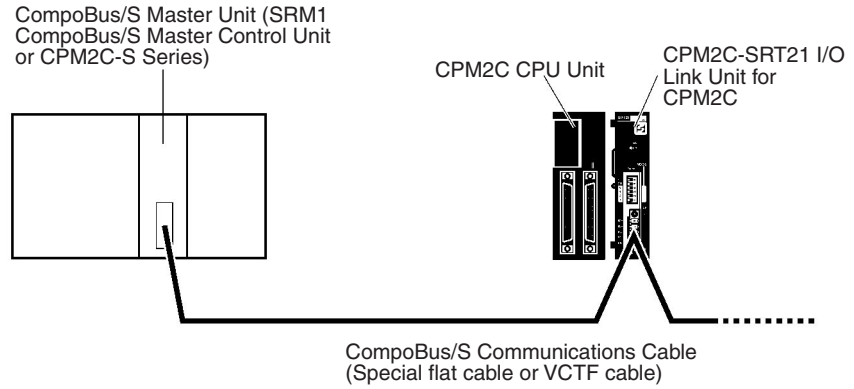 CompoBus/S Master Unit (SRM1
CompoBus/S Master Control Unit
or CPM2C-S Series)
CPM2C CPU Unit
CPM2C-SRT21 I/O
Link Unit for
CPM2C
CompoBus/S Communications Cable
(Special flat cable or VCTF cable)